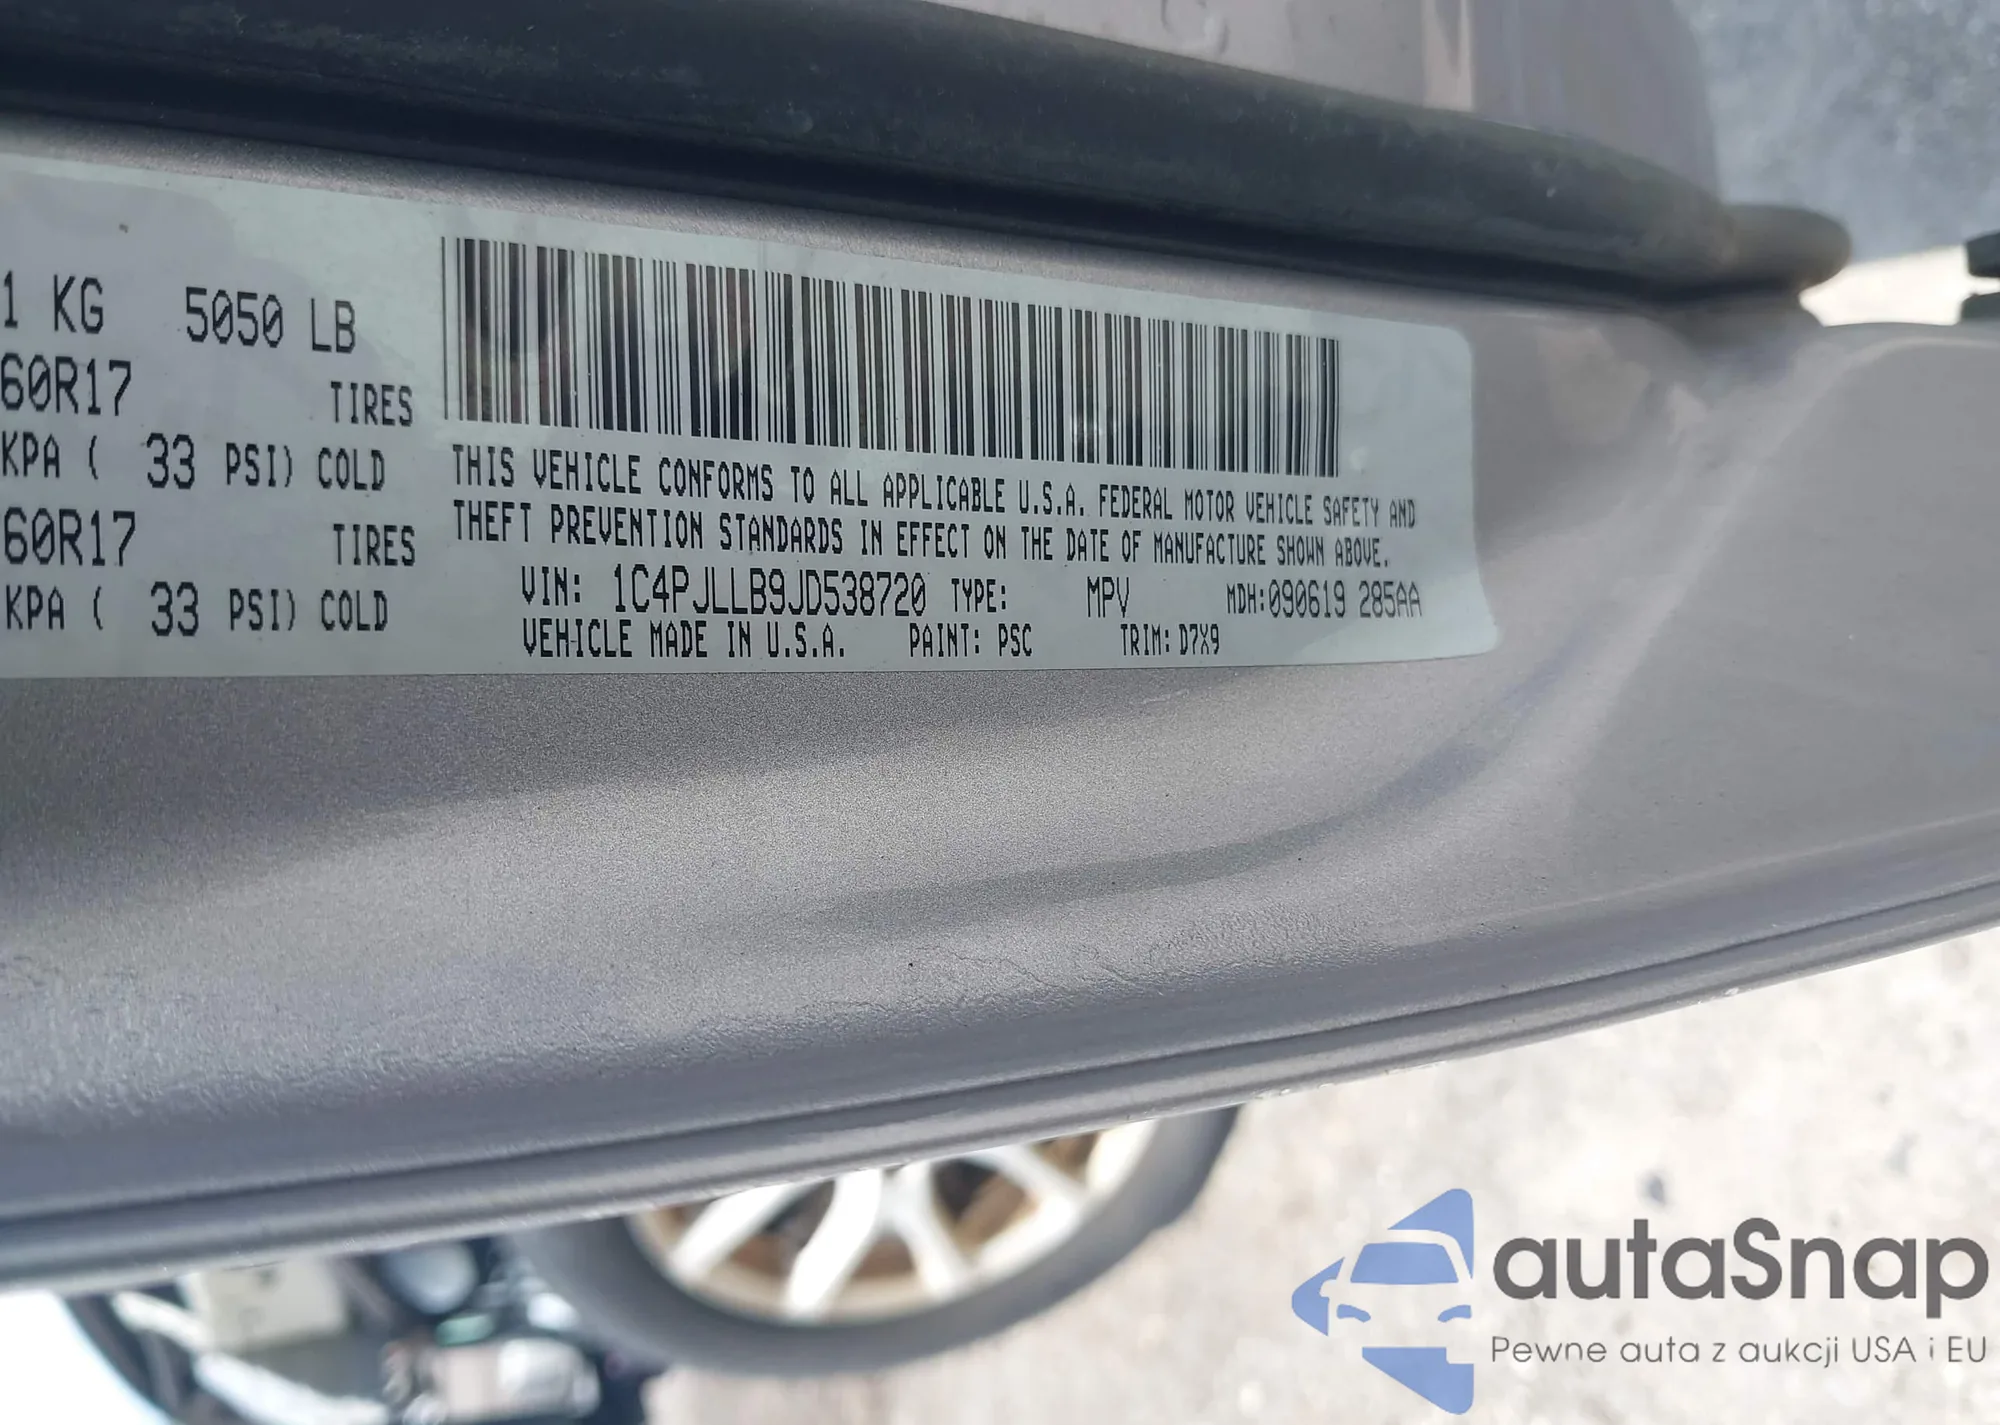 1 KG 5050 LB
60R17 TIRES
KPA ( 33 PSI) COLD
60R17 TIRES
KPA ( 33 PSI) COLD
THIS VEHICLE CONFORMS TO ALL APPLICABLE U.S.A. FEDERAL MOTOR VEHICLE SAFETY AND
THEFT PREVENTION STANDARDS IN EFFECT ON THE DATE OF MANUFACTURE SHOWN ABOVE.
VIN: 1C4PJLLB9JD538720 TYPE: MPV MDH:090619 285AA
VEHICLE MADE IN U.S.A. PAINT: PSC TRIM: D7X9
autaSnap
Pewne auta z aukcji USA i EU